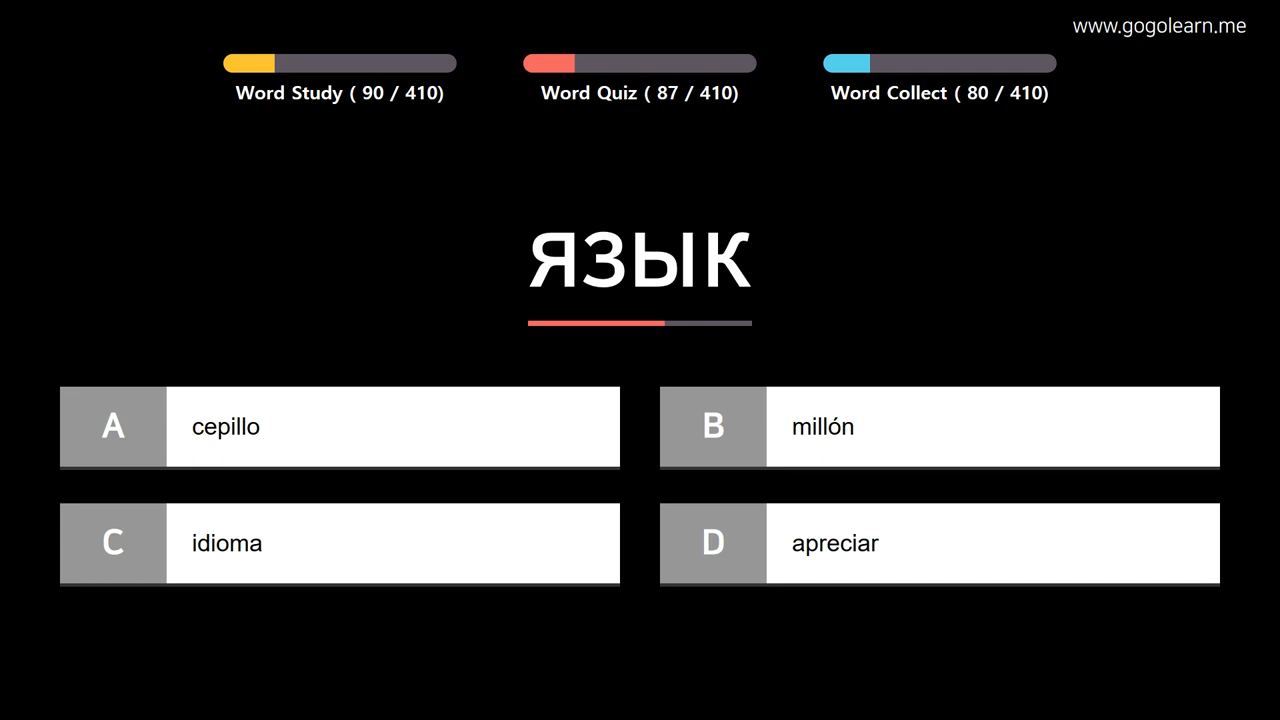 www.gogolearn.me
Word Study ( 90 / 410)
Word Quiz ( 87 / 410)
Word Collect ( 80 / 410)
язык
A cepillo
B millón
C idioma
D apreciar